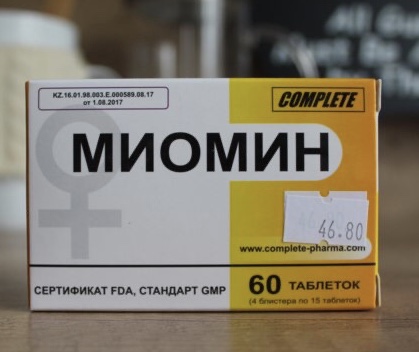 KZ.16.01.98.003.E.000589.08.17
от 1.08.2017
COMPLETE
МИОМИН
46.80
www.complete-pharma.com
СЕРТИФИКАТ FDA, СТАНДАРТ GMP
60 ТАБЛЕТОК
(4 блистера по 15 таблеток)